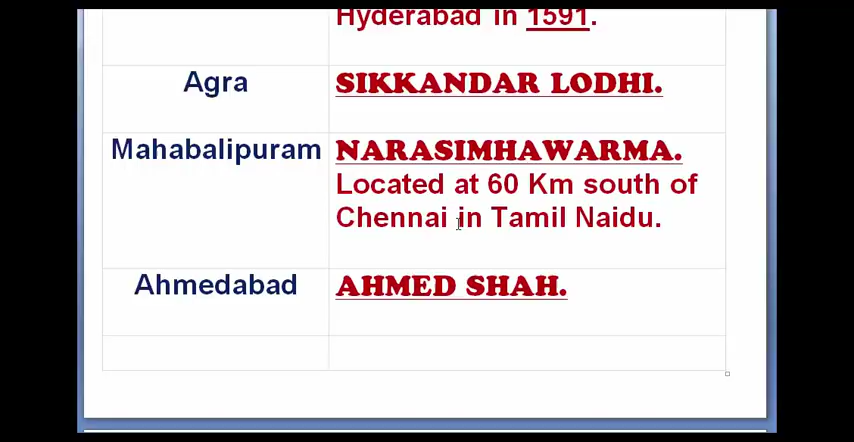 Hyderabad in 1591.
Agra
SIKKANDAR LODHI.
Mahabalipuram
NARASIMHAWARMA.
Located at 60 Km south of
Chennai in Tamil Naidu.
Ahmedabad
AHMED SHAH.